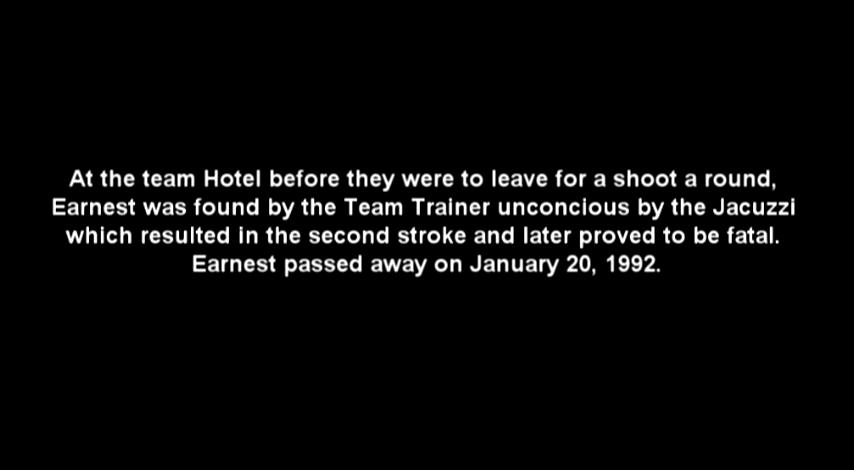 At the team Hotel before they were to leave for a shoot a round,
Earnest was found by the Team Trainer unconcious by the Jacuzzi
which resulted in the second stroke and later proved to be fatal.
Earnest passed away on January 20, 1992.